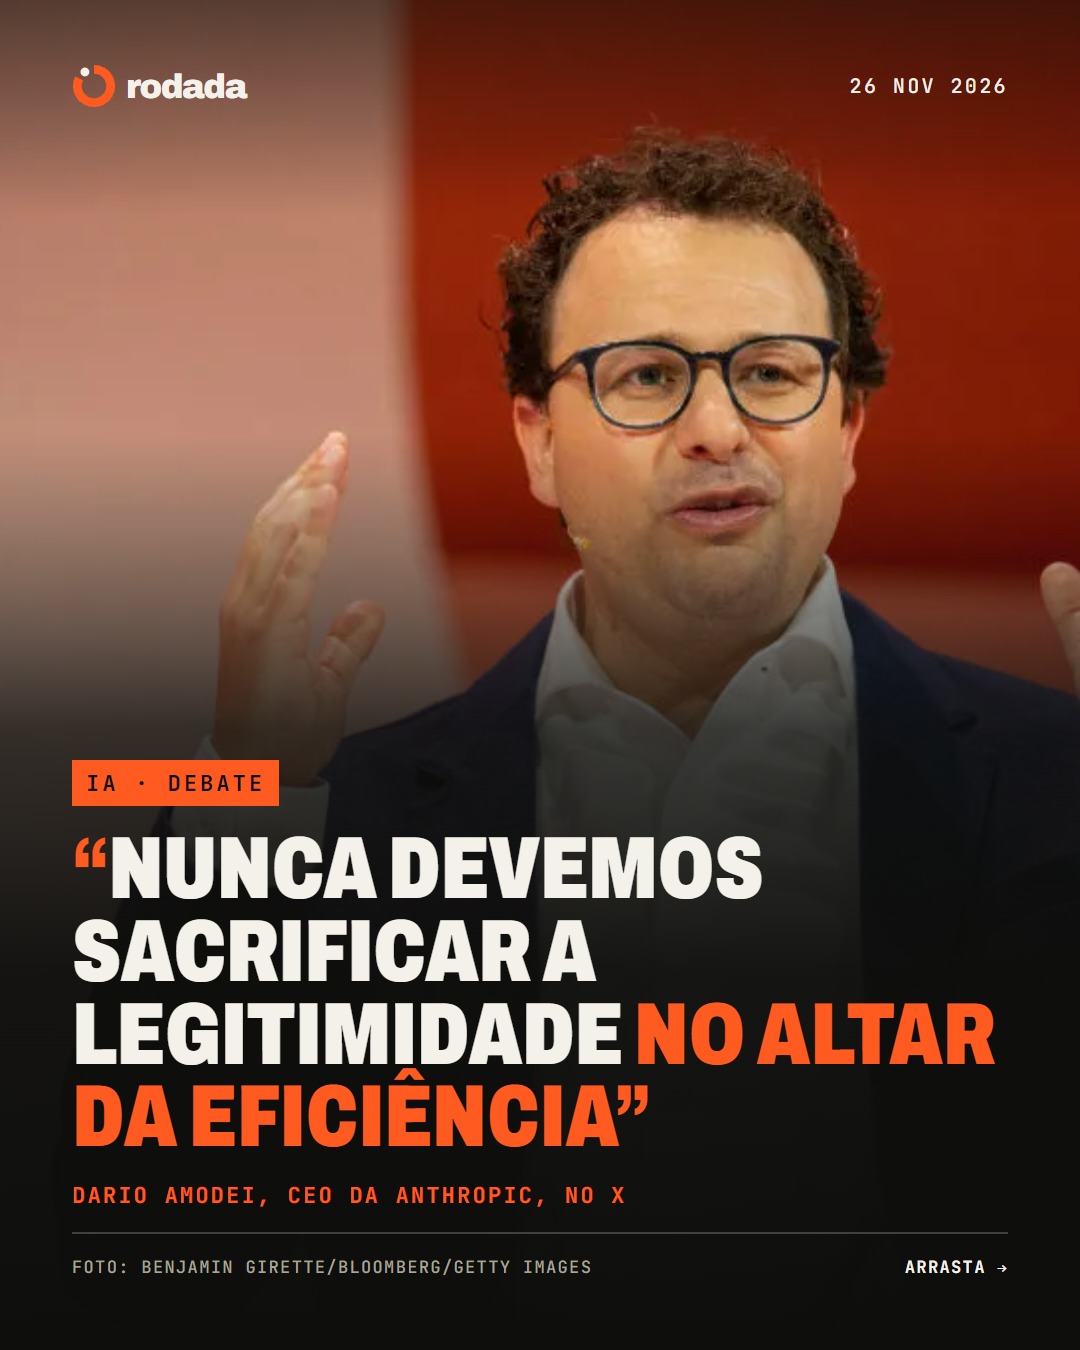 rodada
26 NOV 2026
IA · DEBATE
“NUNCA DEVEMOS
SACRIFICAR A
LEGITIMIDADE NO ALTAR
DA EFICIÊNCIA”
DARIO AMODEI, CEO DA ANTHROPIC, NO X
FOTO: BENJAMIN GIRETTE/BLOOMBERG/GETTY IMAGES
ARRASTA →